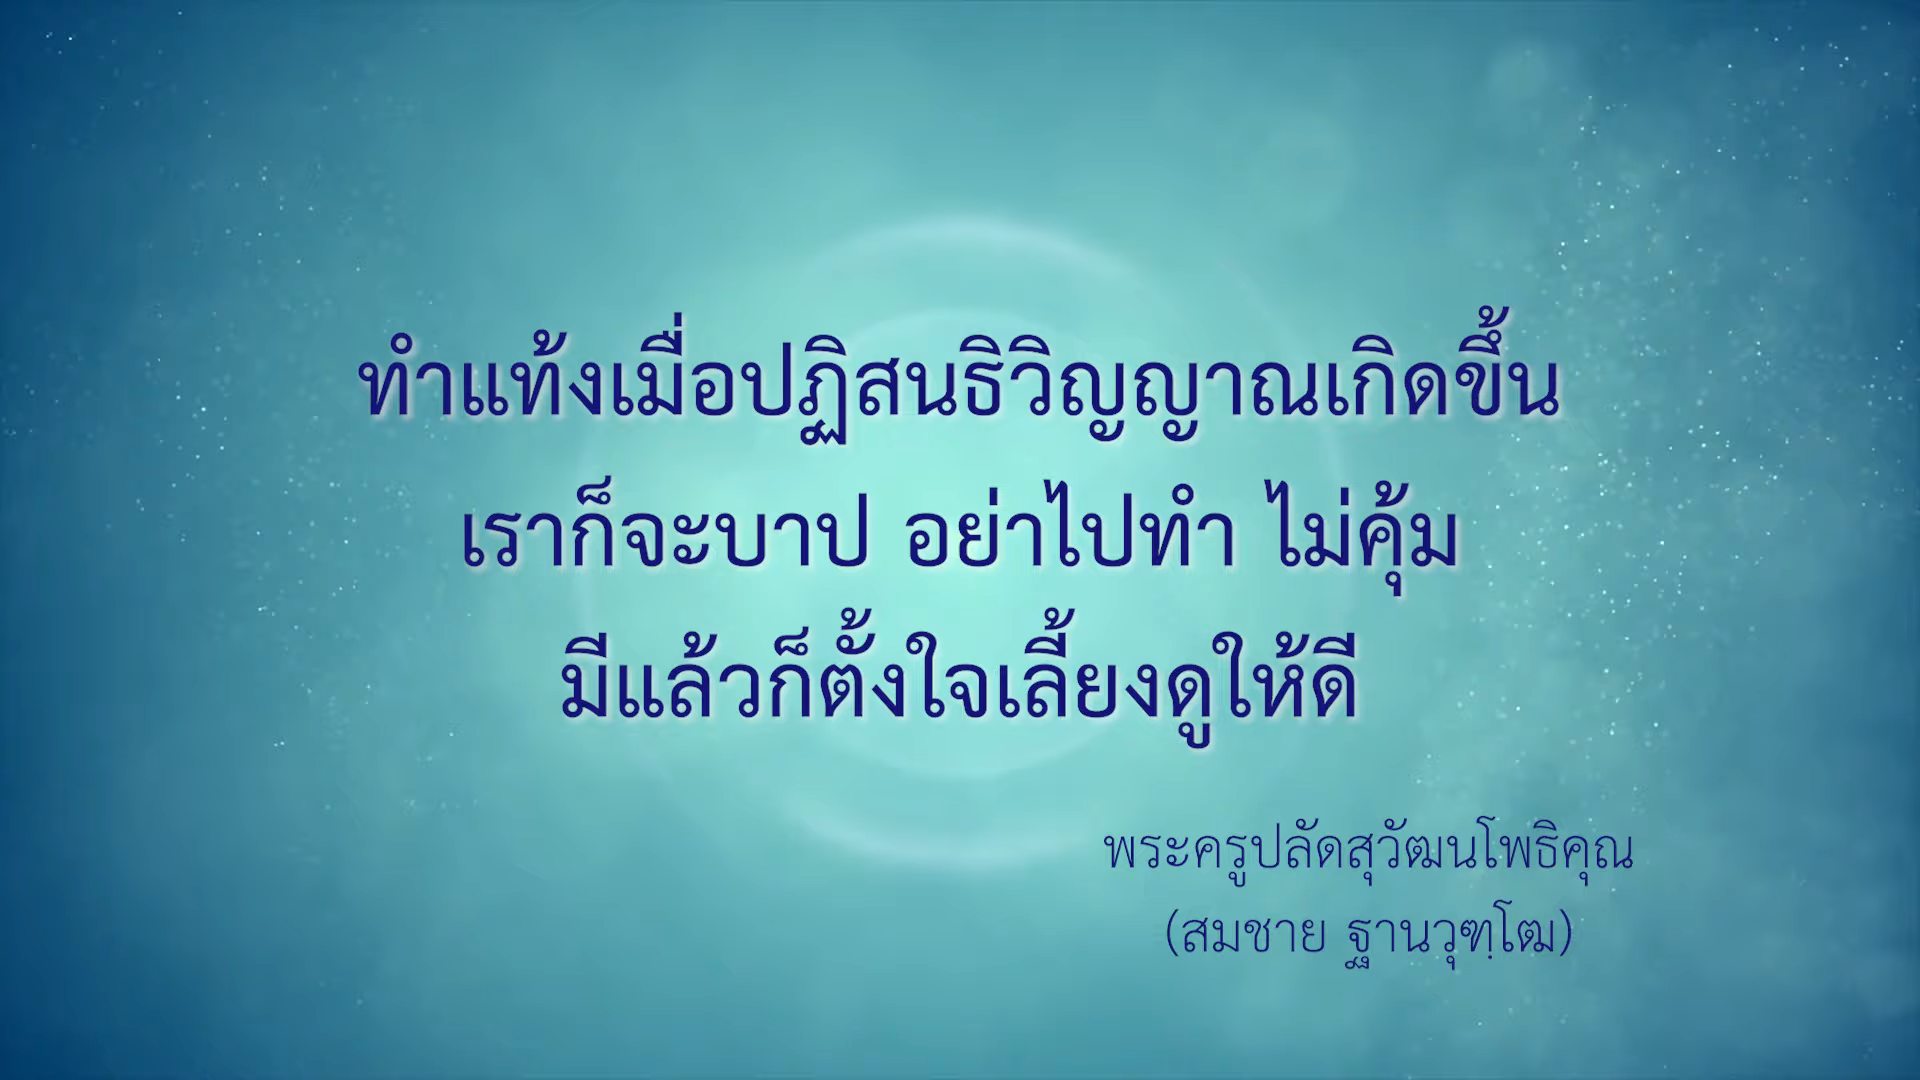 ทำแท้งเมื่อปฏิสนธิวิญญาณเกิดขึ้น
เราก็จะบาป อย่าไปทำ ไม่คุ้ม
มีแล้วก็ตั้งใจเลี้ยงดูให้ดี
พระครูปลัดสุวัฒนโพธิคุณ
(สมชาย ฐานวุฑฺโฒ)